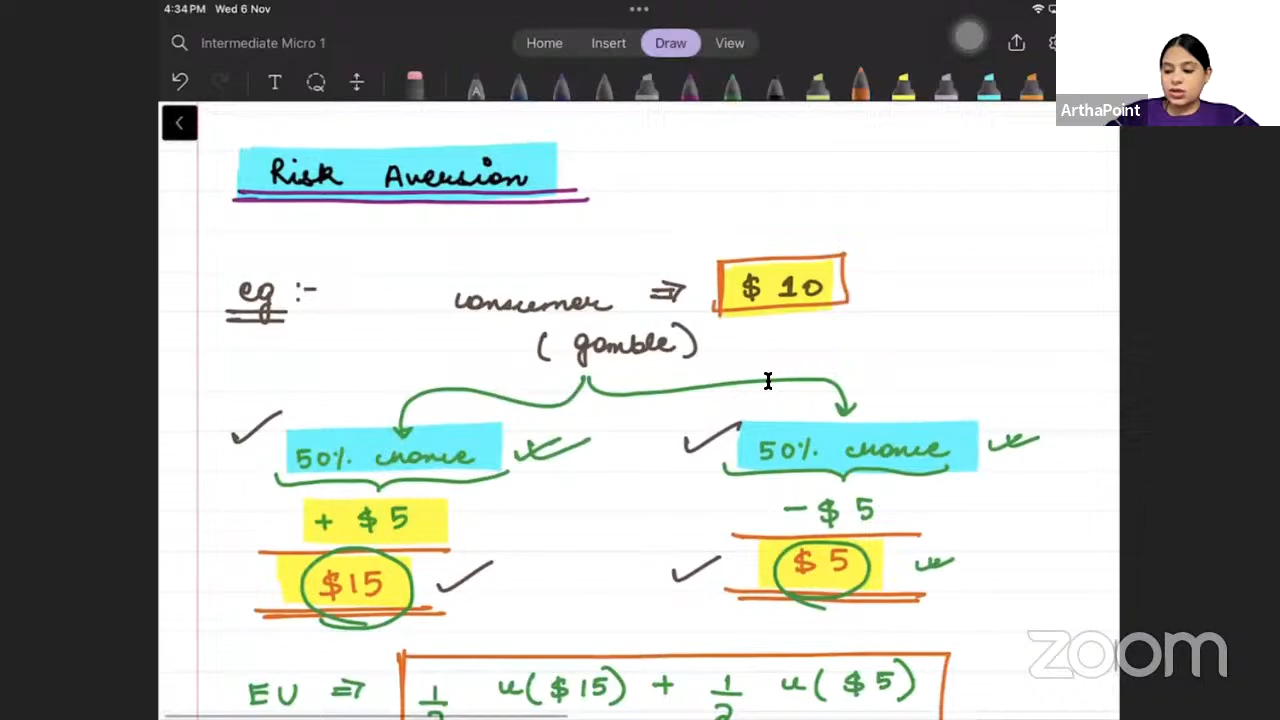 4:34 PM Wed 6 Nov
Intermediate Micro 1
Home Insert Draw View
ArthaPoint
Risk Aversion
eg :- consumer ⇒ $ 10
( gamble )
50% chance 50% chance
+ $ 5 - $ 5
$15 $ 5
EU ⇒ 1/2 u($15) + 1/2 u($5)
zoom